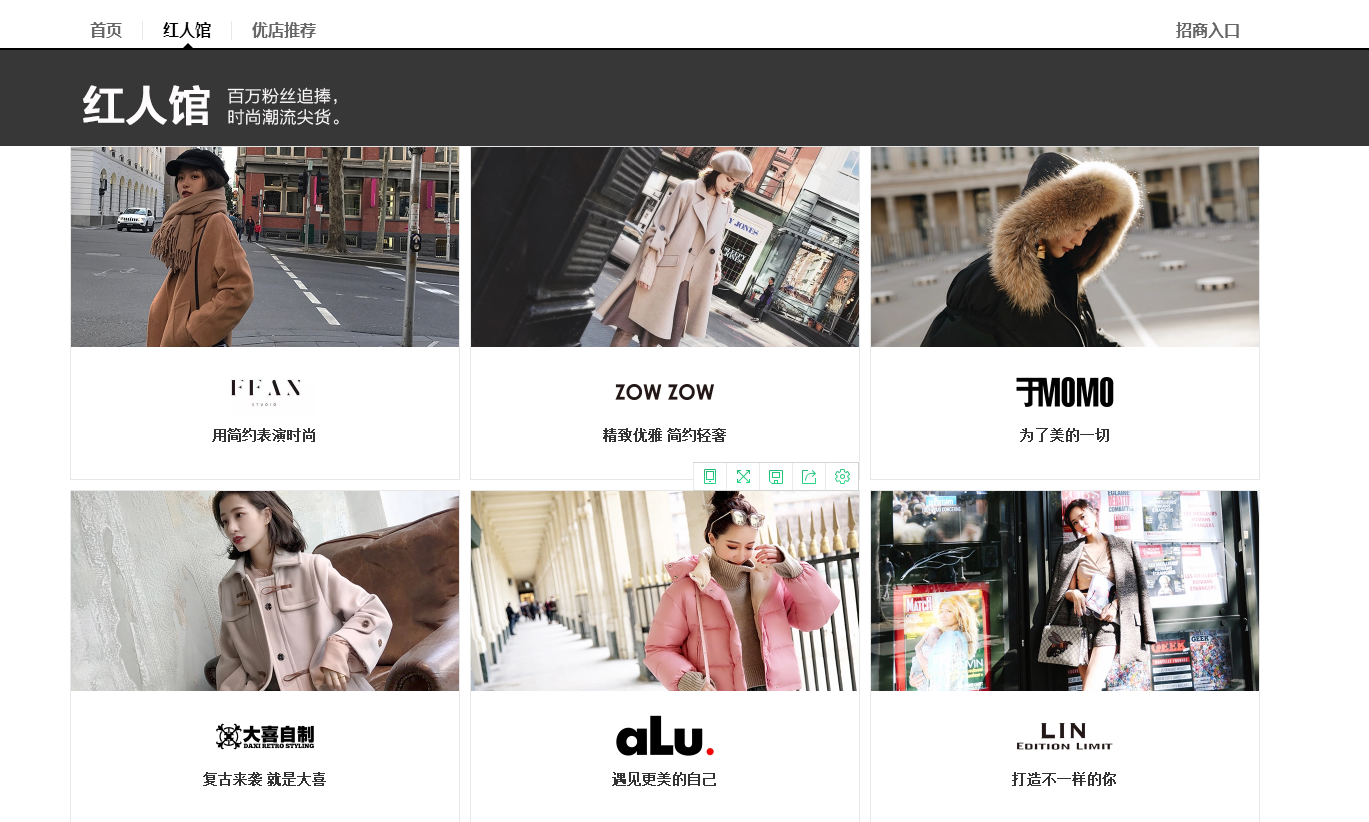 首页
红人馆
优店推荐
招商入口
红人馆
百万粉丝追捧，
时尚潮流尖货。
FFAN
STUDIO
用简约表演时尚
ZOW ZOW
精致优雅 简约轻奢
于MOMO
为了美的一切
MATCH
GEEK
大喜自制
DAXI RETRO STYLING
复古来袭 就是大喜
aLu.
遇见更美的自己
LIN
EDITION LIMIT
打造不一样的你